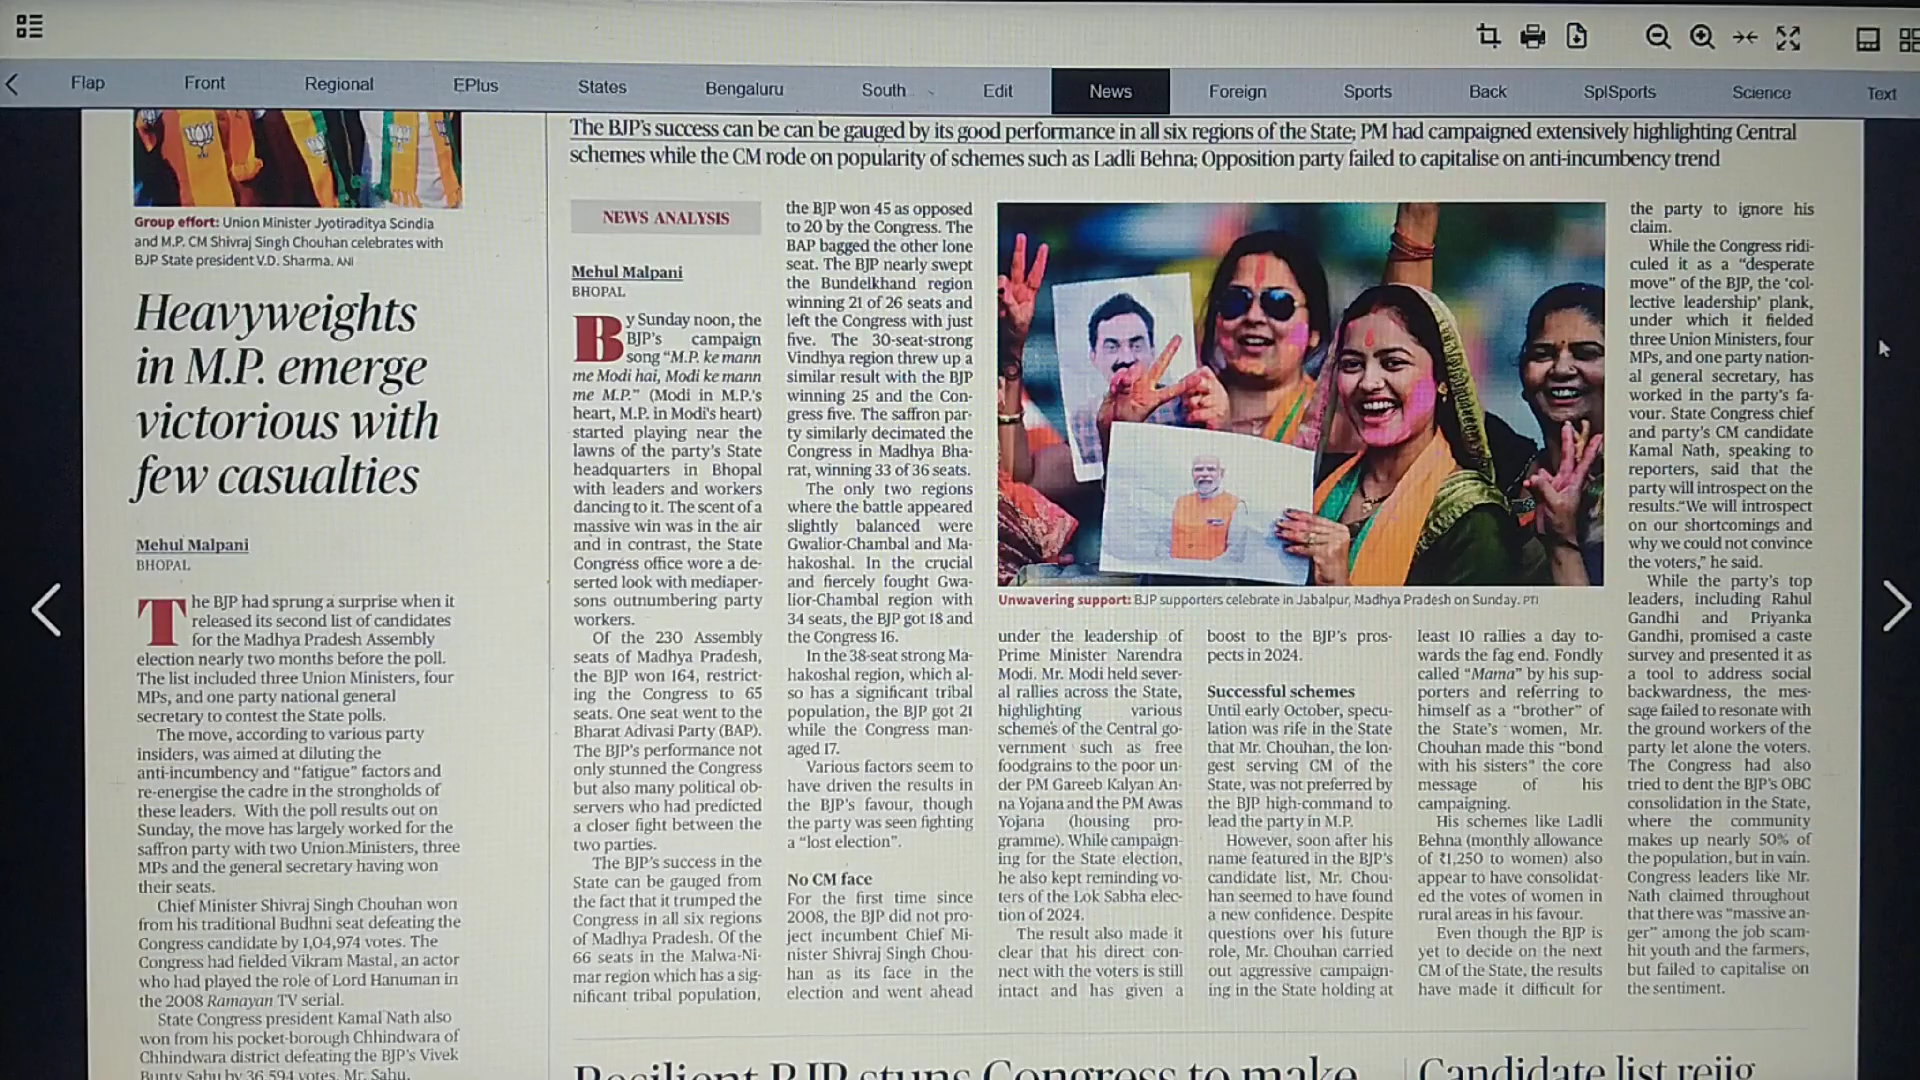 Flap Front Regional EPlus States Bengaluru South Edit News Foreign Sports Back SplSports Science Text
Group effort: Union Minister Jyotiraditya Scindia
and M.P. CM Shivraj Singh Chouhan celebrates with
BJP State president V.D. Sharma. ANI
Heavyweights
in M.P. emerge
victorious with
few casualties
Mehul Malpani
BHOPAL
The BJP had sprung a surprise when it
released its second list of candidates
for the Madhya Pradesh Assembly
election nearly two months before the poll.
The list included three Union Ministers, four
MPs, and one party national general
secretary to contest the State polls.
The move, according to various party
insiders, was aimed at diluting the
anti-incumbency and “fatigue” factors and
re-energise the cadre in the strongholds of
these leaders. With the poll results out on
Sunday, the move has largely worked for the
saffron party with two Union Ministers, three
MPs and the general secretary having won
their seats.
Chief Minister Shivraj Singh Chouhan won
from his traditional Budhni seat defeating the
Congress candidate by 1,04,974 votes. The
Congress had fielded Vikram Mastal, an actor
who had played the role of Lord Hanuman in
the 2008 Ramayan TV serial.
State Congress president Kamal Nath also
won from his pocket-borough Chhindwara of
Chhindwara district defeating the BJP’s Vivek
Bunty Sahu by 36,594 votes. Mr. Sahu,
The BJP’s success can be can be gauged by its good performance in all six regions of the State; PM had campaigned extensively highlighting Central
schemes while the CM rode on popularity of schemes such as Ladli Behna; Opposition party failed to capitalise on anti-incumbency trend
NEWS ANALYSIS
Mehul Malpani
BHOPAL
By Sunday noon, the
BJP’s campaign
song “M.P. ke mann
me Modi hai, Modi ke mann
me M.P.” (Modi in M.P.’s
heart, M.P. in Modi’s heart)
started playing near the
lawns of the party’s State
headquarters in Bhopal
with leaders and workers
dancing to it. The scent of a
massive win was in the air
and in contrast, the State
Congress office wore a de-
serted look with mediaper-
sons outnumbering party
workers.
Of the 230 Assembly
seats of Madhya Pradesh,
the BJP won 164, restrict-
ing the Congress to 65
seats. One seat went to the
Bharat Adivasi Party (BAP).
The BJP’s performance not
only stunned the Congress
but also many political ob-
servers who had predicted
a closer fight between the
two parties.
The BJP’s success in the
State can be gauged from
the fact that it trumped the
Congress in all six regions
of Madhya Pradesh. Of the
66 seats in the Malwa-Ni-
mar region which has a sig-
nificant tribal population,
the BJP won 45 as opposed
to 20 by the Congress. The
BAP bagged the other lone
seat. The BJP nearly swept
the Bundelkhand region
winning 21 of 26 seats and
left the Congress with just
five. The 30-seat-strong
Vindhya region threw up a
similar result with the BJP
winning 25 and the Con-
gress five. The saffron par-
ty similarly decimated the
Congress in Madhya Bha-
rat, winning 33 of 36 seats.
The only two regions
where the battle appeared
slightly balanced were
Gwalior-Chambal and Ma-
hakoshal. In the crucial
and fiercely fought Gwa-
lior-Chambal region with
34 seats, the BJP got 18 and
the Congress 16.
In the 38-seat strong Ma-
hakoshal region, which al-
so has a significant tribal
population, the BJP got 21
while the Congress man-
aged 17.
Various factors seem to
have driven the results in
the BJP’s favour, though
the party was seen fighting
a “lost election”.
No CM face
For the first time since
2008, the BJP did not pro-
ject incumbent Chief Mi-
nister Shivraj Singh Chou-
han as its face in the
election and went ahead
Unwavering support: BJP supporters celebrate in Jabalpur, Madhya Pradesh on Sunday. PTI
under the leadership of
Prime Minister Narendra
Modi. Mr. Modi held sever-
al rallies across the State,
highlighting various
schemes of the Central go-
vernment such as free
foodgrains to the poor un-
der PM Gareeb Kalyan An-
na Yojana and the PM Awas
Yojana (housing pro-
gramme). While campaign-
ing for the State election,
he also kept reminding vo-
ters of the Lok Sabha elec-
tion of 2024.
The result also made it
clear that his direct con-
nect with the voters is still
intact and has given a
boost to the BJP’s pros-
pects in 2024.
Successful schemes
Until early October, specu-
lation was rife in the State
that Mr. Chouhan, the lon-
gest serving CM of the
State, was not preferred by
the BJP high-command to
lead the party in M.P.
However, soon after his
name featured in the BJP’s
candidate list, Mr. Chou-
han seemed to have found
a new confidence. Despite
questions over his future
role, Mr. Chouhan carried
out aggressive campaign-
ing in the State holding at
least 10 rallies a day to-
wards the fag end. Fondly
called “Mama” by his sup-
porters and referring to
himself as a “brother” of
the State’s women, Mr.
Chouhan made this “bond
with his sisters” the core
message of his
campaigning.
His schemes like Ladli
Behna (monthly allowance
of ₹1,250 to women) also
appear to have consolidat-
ed the votes of women in
rural areas in his favour.
Even though the BJP is
yet to decide on the next
CM of the State, the results
have made it difficult for
the party to ignore his
claim.
While the Congress ridi-
culed it as a “desperate
move” of the BJP, the ‘col-
lective leadership’ plank,
under which it fielded
three Union Ministers, four
MPs, and one party nation-
al general secretary, has
worked in the party’s fa-
vour. State Congress chief
and party’s CM candidate
Kamal Nath, speaking to
reporters, said that the
party will introspect on the
results.“We will introspect
on our shortcomings and
why we could not convince
the voters,” he said.
While the party’s top
leaders, including Rahul
Gandhi and Priyanka
Gandhi, promised a caste
survey and presented it as
a tool to address social
backwardness, the mes-
sage failed to resonate with
the ground workers of the
party let alone the voters.
The Congress had also
tried to dent the BJP’s OBC
consolidation in the State,
where the community
makes up nearly 50% of
the population, but in vain.
Congress leaders like Mr.
Nath claimed throughout
that there was “massive an-
ger” among the job scam-
hit youth and the farmers,
but failed to capitalise on
the sentiment.
Resilient BJP stuns Congress to make
Candidate list rejig